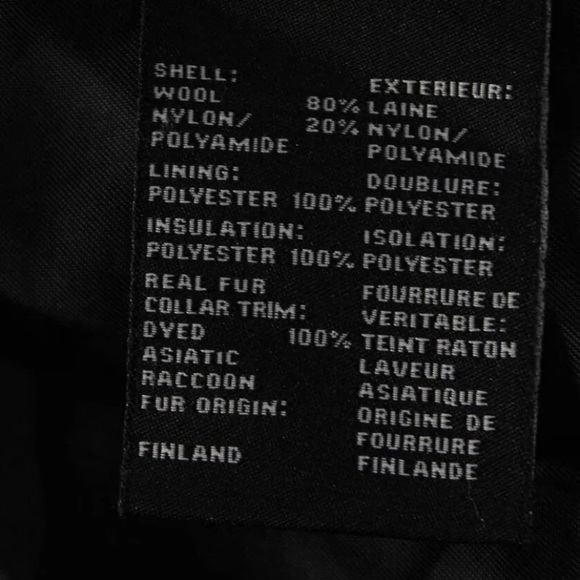 SHELL:
WOOL 80%
NYLON/ 20%
POLYAMIDE
LINING:
POLYESTER 100%
INSULATION:
POLYESTER 100%
REAL FUR
COLLAR TRIM:
DYED 100%
ASIATIC
RACCOON
FUR ORIGIN:
FINLAND
EXTERIEUR:
LAINE
NYLON/
POLYAMIDE
DOUBLURE:
POLYESTER
ISOLATION:
POLYESTER
FOURRURE DE
VERITABLE:
TEINT RATON
LAVEUR
ASIATIQUE
ORIGINE DE
FOURRURE
FINLANDE